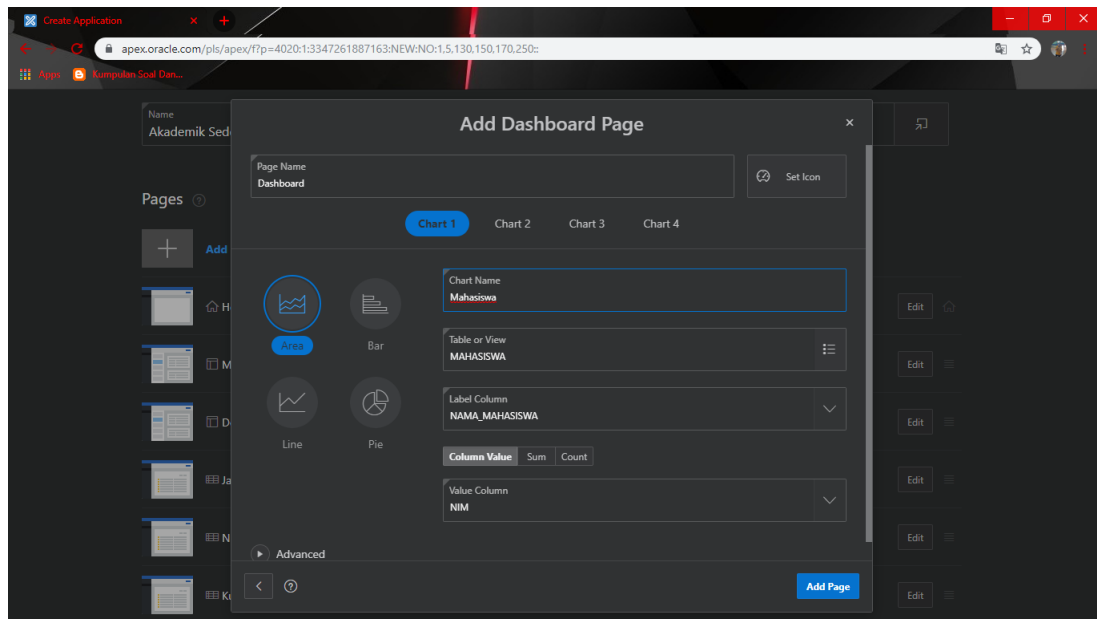 Create Application
apex.oracle.com/pls/apex/f?p=4020:1:3347261887163:NEW:NO:1,5,130,150,170,250::
Apps
Kumpulan Soal Dan...
Name
Akademik Sed
Add Dashboard Page
Page Name
Dashboard
Set Icon
Pages
Chart 1 Chart 2 Chart 3 Chart 4
Add
Chart Name
Mahasiswa
H
Edit
Area Bar
Table or View
MAHASISWA
M
Edit
Label Column
NAMA_MAHASISWA
D
Edit
Line Pie
Column Value Sum Count
Ja
Edit
Value Column
NIM
N
Edit
Advanced
Add Page
Ku
Edit